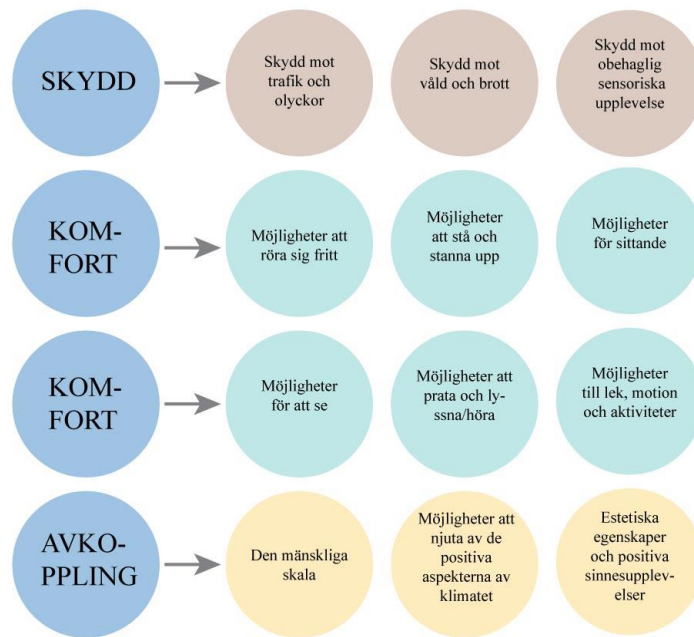 SKYDD
Skydd mot
trafik och
olyckor
Skydd mot
våld och brott
Skydd mot
obehaglig
sensoriska
upplevelse
KOM-
FORT
Möjligheter att
röra sig fritt
Möjligheter
att stå och
stanna upp
Möjligheter
för sittande
KOM-
FORT
Möjligheter
för att se
Möjligheter att
prata och ly-
ssna/höra
Möjligheter
till lek, motion
och aktiviteter
AVKO-
PPLING
Den mänskliga
skala
Möjligheter att
njuta av de
positiva
aspekterna av
klimatet
Estetiska
egenskaper
och positiva
sinnesupplev-
elser